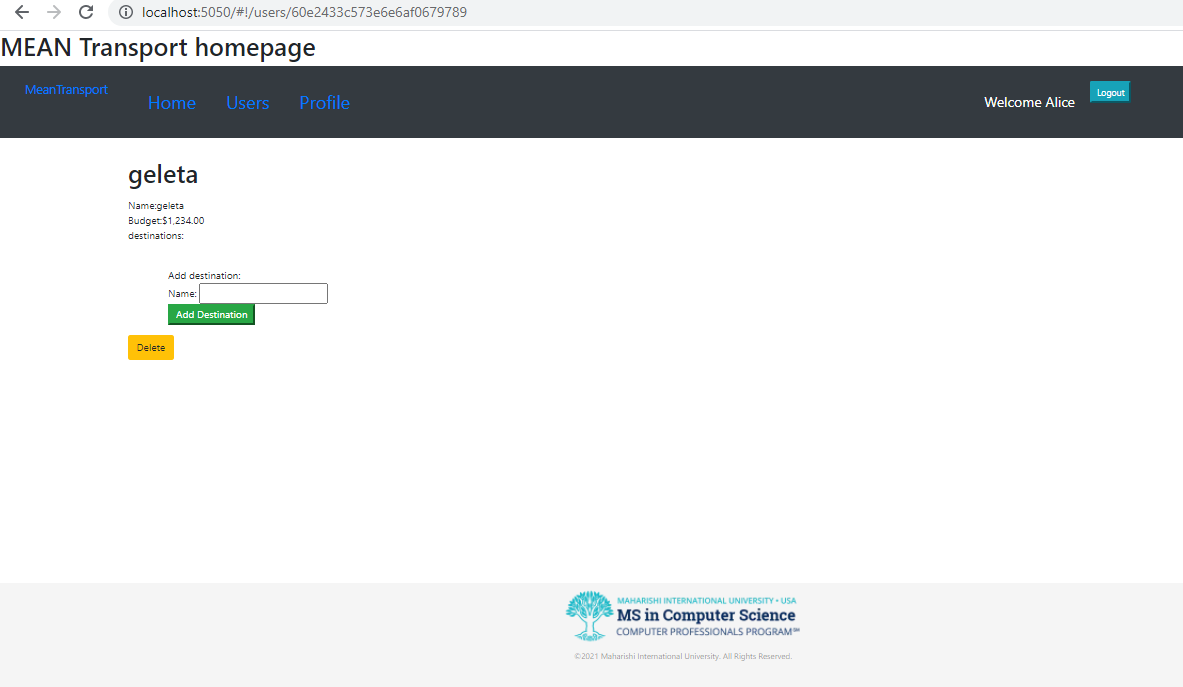 localhost:5050/#!/users/60e2433c573e6e6af0679789
MEAN Transport homepage
MeanTransport
Home Users Profile
Welcome Alice
Logout
geleta
Name:geleta
Budget:$1,234.00
destinations:
Add destination:
Name:
Add Destination
Delete
MAHARISHI INTERNATIONAL UNIVERSITY • USA
MS in Computer Science
COMPUTER PROFESSIONALS PROGRAM℠
©2021 Maharishi International University. All Rights Reserved.